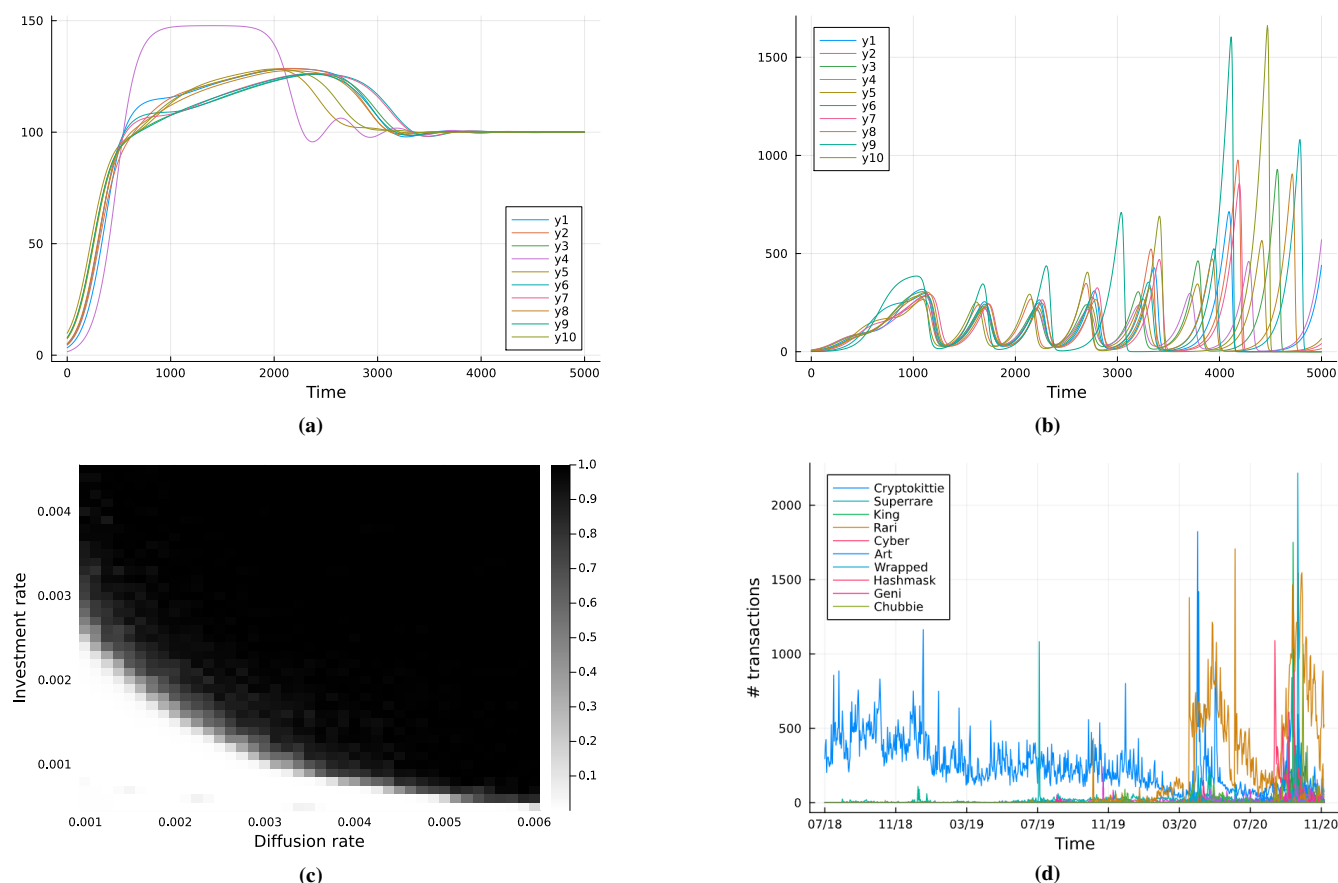 150
100
50
0
0
1000
2000
3000
4000
5000
Time
y1
y2
y3
y4
y5
y6
y7
y8
y9
y10
(a)
1500
1000
500
0
0
1000
2000
3000
4000
5000
Time
y1
y2
y3
y4
y5
y6
y7
y8
y9
y10
(b)
Investment rate
0.004
0.003
0.002
0.001
0.001
0.002
0.003
0.004
0.005
0.006
Diffusion rate
1.0
0.9
0.8
0.7
0.6
0.5
0.4
0.3
0.2
0.1
(c)
# transactions
2000
1500
1000
500
0
07/18
11/18
03/19
07/19
11/19
03/20
07/20
11/20
Time
Cryptokittie
Superrare
King
Rari
Cyber
Art
Wrapped
Hashmask
Geni
Chubbie
(d)